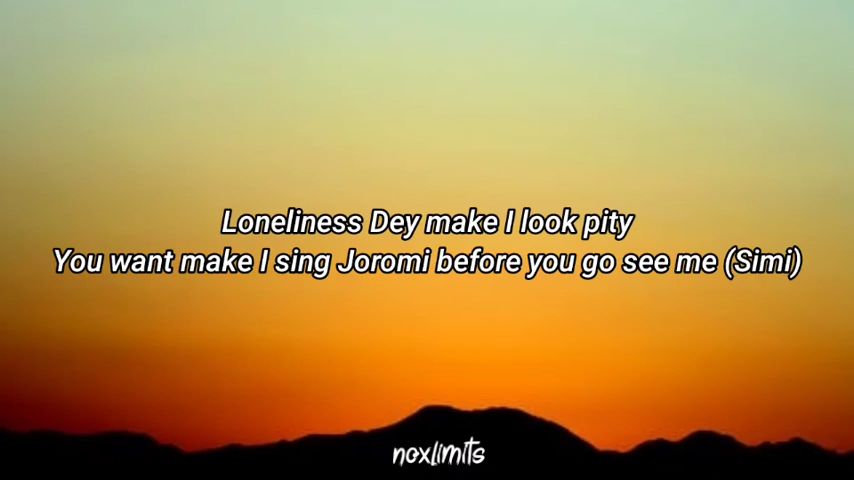 Loneliness Dey make I look pity
You want make I sing Joromi before you go see me (Simi)
noxlimits